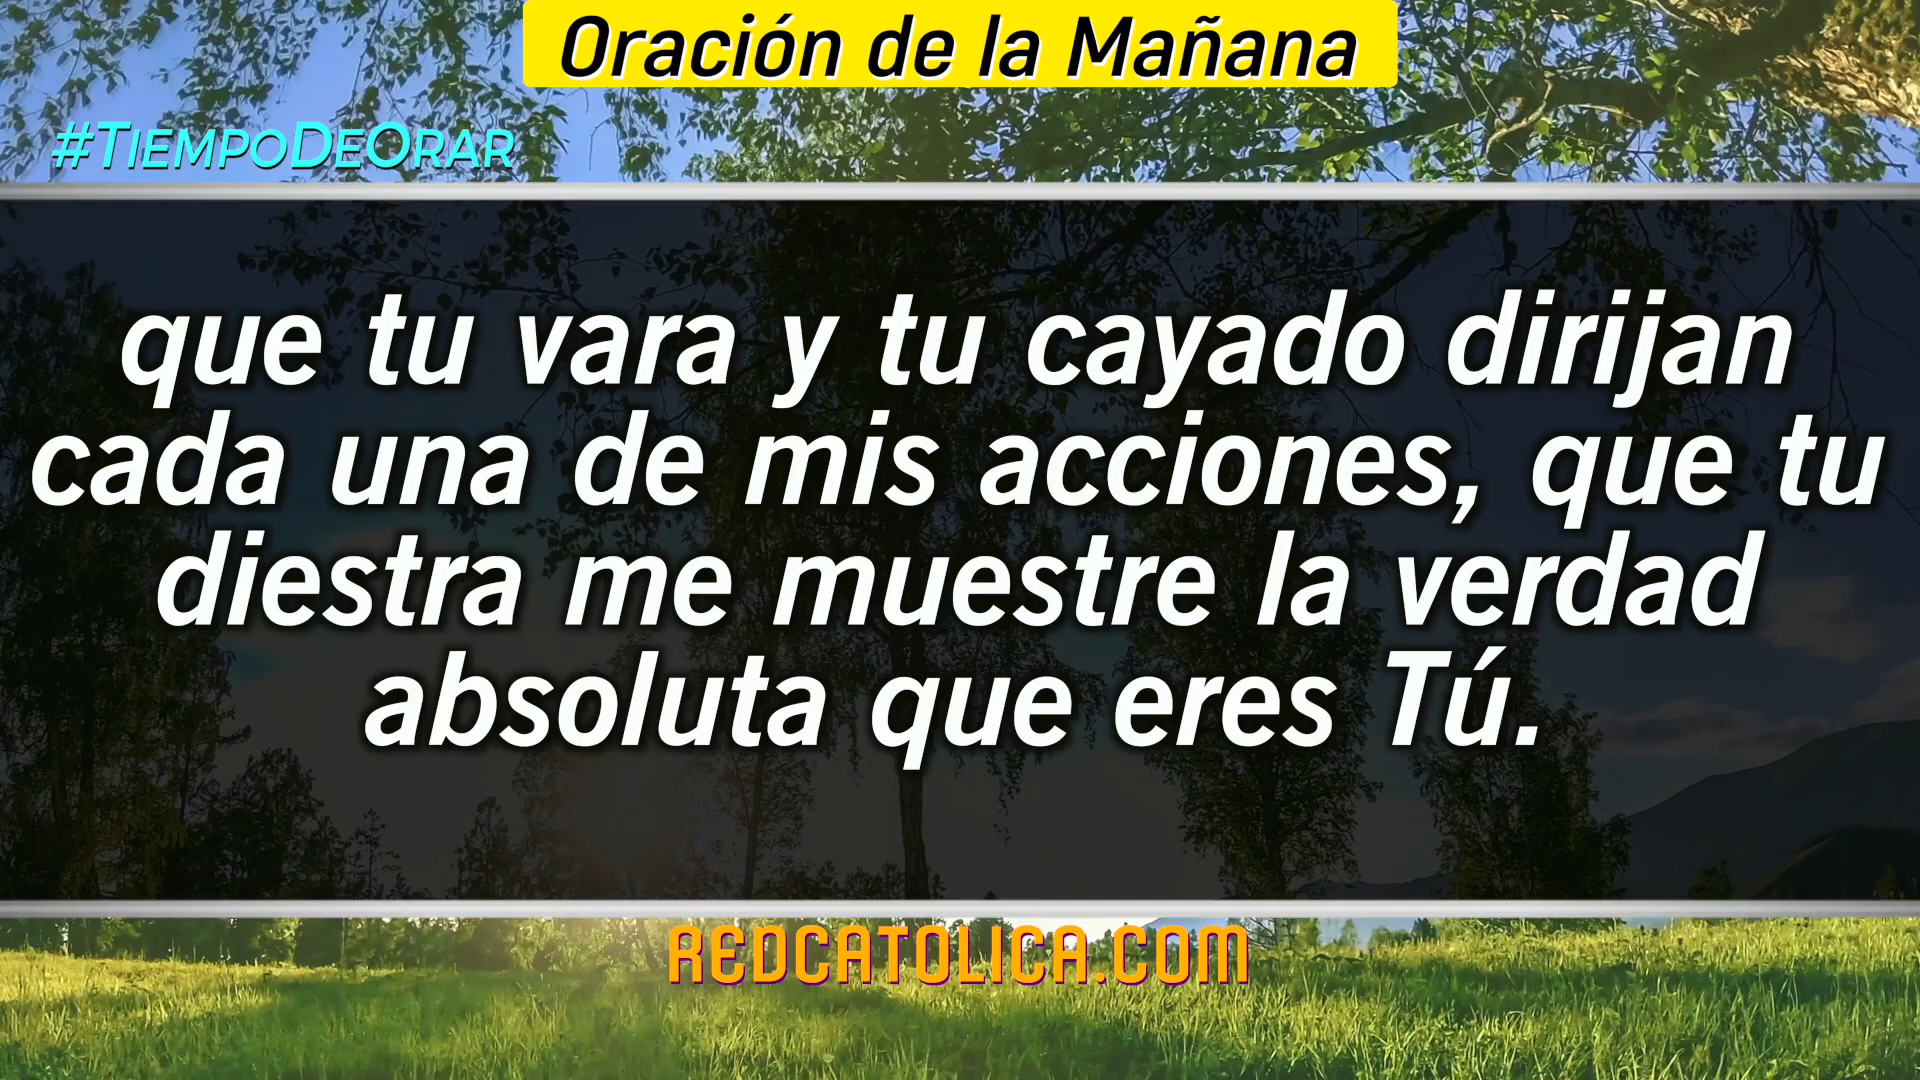 Oración de la Mañana
#TiempoDeOrar
que tu vara y tu cayado dirijan
cada una de mis acciones, que tu
diestra me muestre la verdad
absoluta que eres Tú.
REDCATOLICA.COM